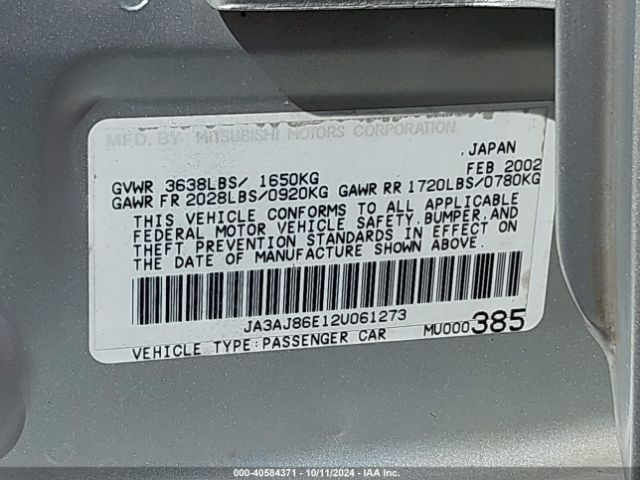 MFD. BY MITSUBISHI MOTORS CORPORATION
, JAPAN
FEB 2002
GVWR 3638LBS/ 1650KG
GAWR FR 2028LBS/0920KG GAWR RR 1720LBS/0780KG
THIS VEHICLE CONFORMS TO ALL APPLICABLE
FEDERAL MOTOR VEHICLE SAFETY, BUMPER, AND
THEFT PREVENTION STANDARDS IN EFFECT ON
THE DATE OF MANUFACTURE SHOWN ABOVE.
JA3AJ86E12U061273
VEHICLE TYPE:PASSENGER CAR MU000385
000-40584371 - 10/11/2024 - IAA Inc.